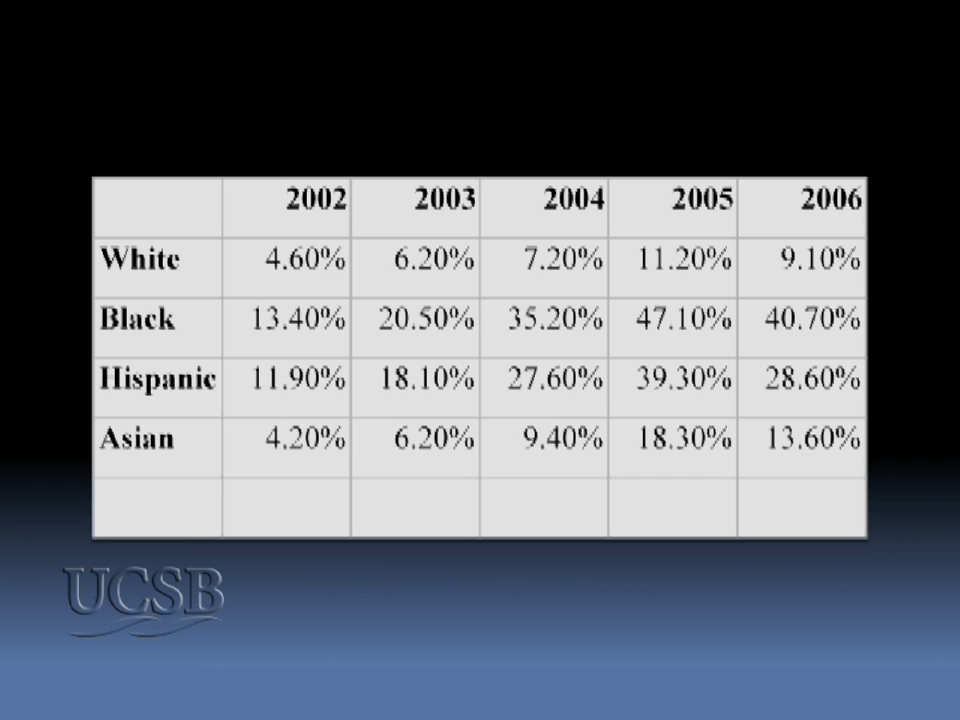 2002 2003 2004 2005 2006
White 4.60% 6.20% 7.20% 11.20% 9.10%
Black 13.40% 20.50% 35.20% 47.10% 40.70%
Hispanic 11.90% 18.10% 27.60% 39.30% 28.60%
Asian 4.20% 6.20% 9.40% 18.30% 13.60%
UCSB